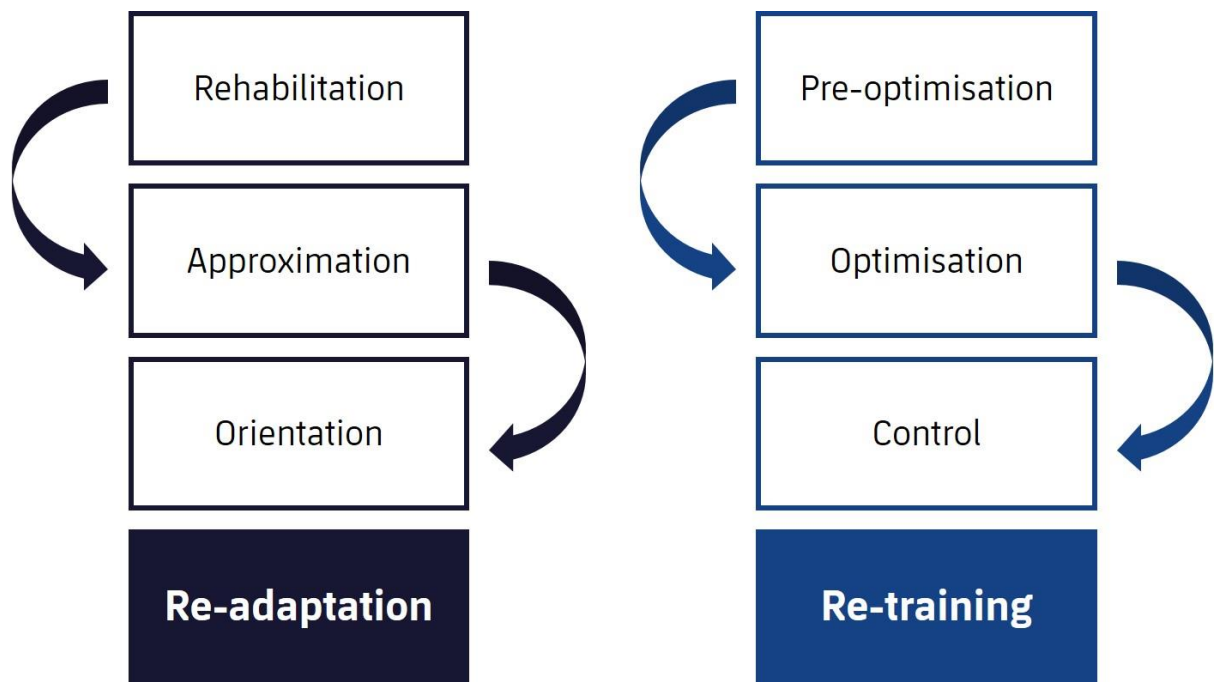 Rehabilitation
Approximation
Orientation
Re-adaptation
Pre-optimisation
Optimisation
Control
Re-training